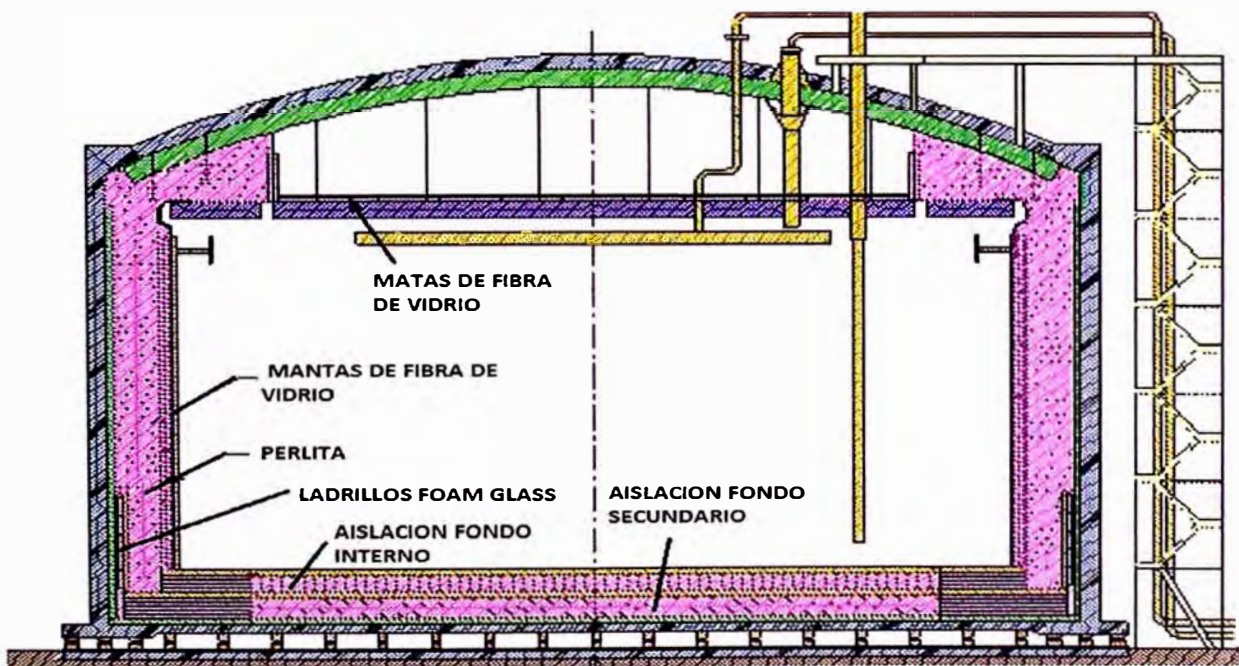 MATAS DE FIBRA
DE VIDRIO
MANTAS DE FIBRA DE
VIDRIO
PERLITA
LADRILLOS FOAM GLASS
AISLACION FONDO
SECUNDARIO
AISLACION FONDO
INTERNO